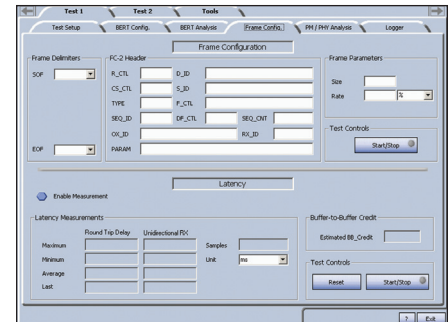 Test 1 Test 2 Tools
Test Setup BERT Config. BERT Analysis Frame Config. PM / PHY Analysis Logger
Frame Configuration
Frame Delimiters FC-2 Header Frame Parameters
SOF R_CTL D_ID
CS_CTL S_ID Size
TYPE F_CTL Rate %
SEQ_ID DF_CTL SEQ_CNT
OX_ID RX_ID Test Controls
EOF PARAM Start/Stop
Latency
Enable Measurement
Latency Measurements Buffer-to-Buffer Credit
Round Trip Delay Unidirectional RX
Maximum Samples Estimated BB_Credit
Minimum Unit ms
Average Test Controls
Last Reset Start/Stop
? Exit